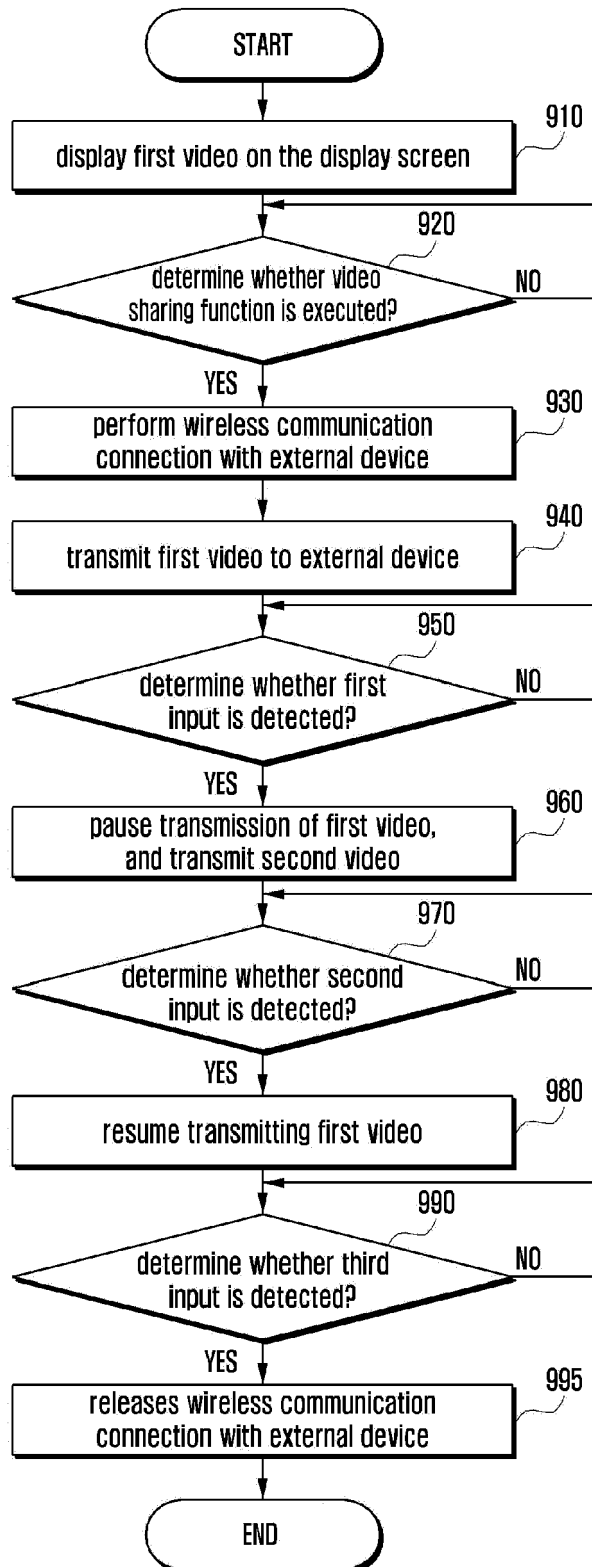 START
910
display first video on the display screen
920
determine whether video
sharing function is executed?
NO
YES
930
perform wireless communication
connection with external device
940
transmit first video to external device
950
determine whether first
input is detected?
NO
YES
960
pause transmission of first video,
and transmit second video
970
determine whether second
input is detected?
NO
YES
980
resume transmitting first video
990
determine whether third
input is detected?
NO
YES
995
releases wireless communication
connection with external device
END